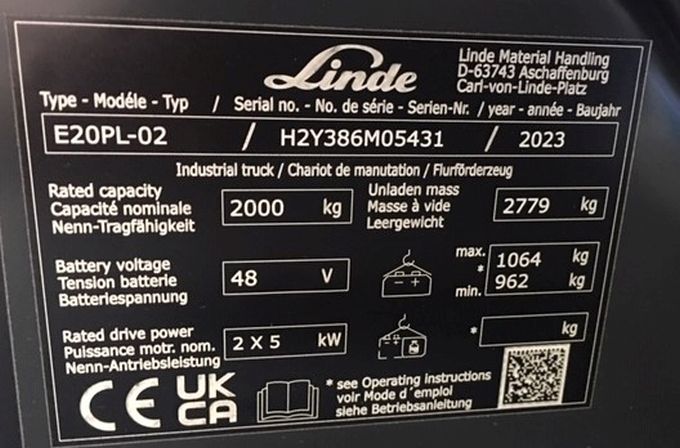 Linde
Linde Material Handling
D-63743 Aschaffenburg
Carl-von-Linde-Platz
Type - Modéle - Typ / Serial no. - No. de série - Serien-Nr. / year - année - Baujahr
E20PL-02 / H2Y386M05431 / 2023
Industrial truck / Chariot de manutation / Flurförderzeug
Rated capacity
Capacité nominale
Nenn-Tragfähigkeit
2000 kg
Unladen mass
Masse à vide
Leergewicht
2779 kg
Battery voltage
Tension batterie
Batteriespannung
48 V
max. 1064 kg
*
min. 962 kg
Rated drive power
Puissance motr. nom.
Nenn-Antriebsleistung
2 X 5 kW
* kg
CE UK
CA
* see Operating instructions
voir Mode d´emploi
siehe Betriebsanleitung